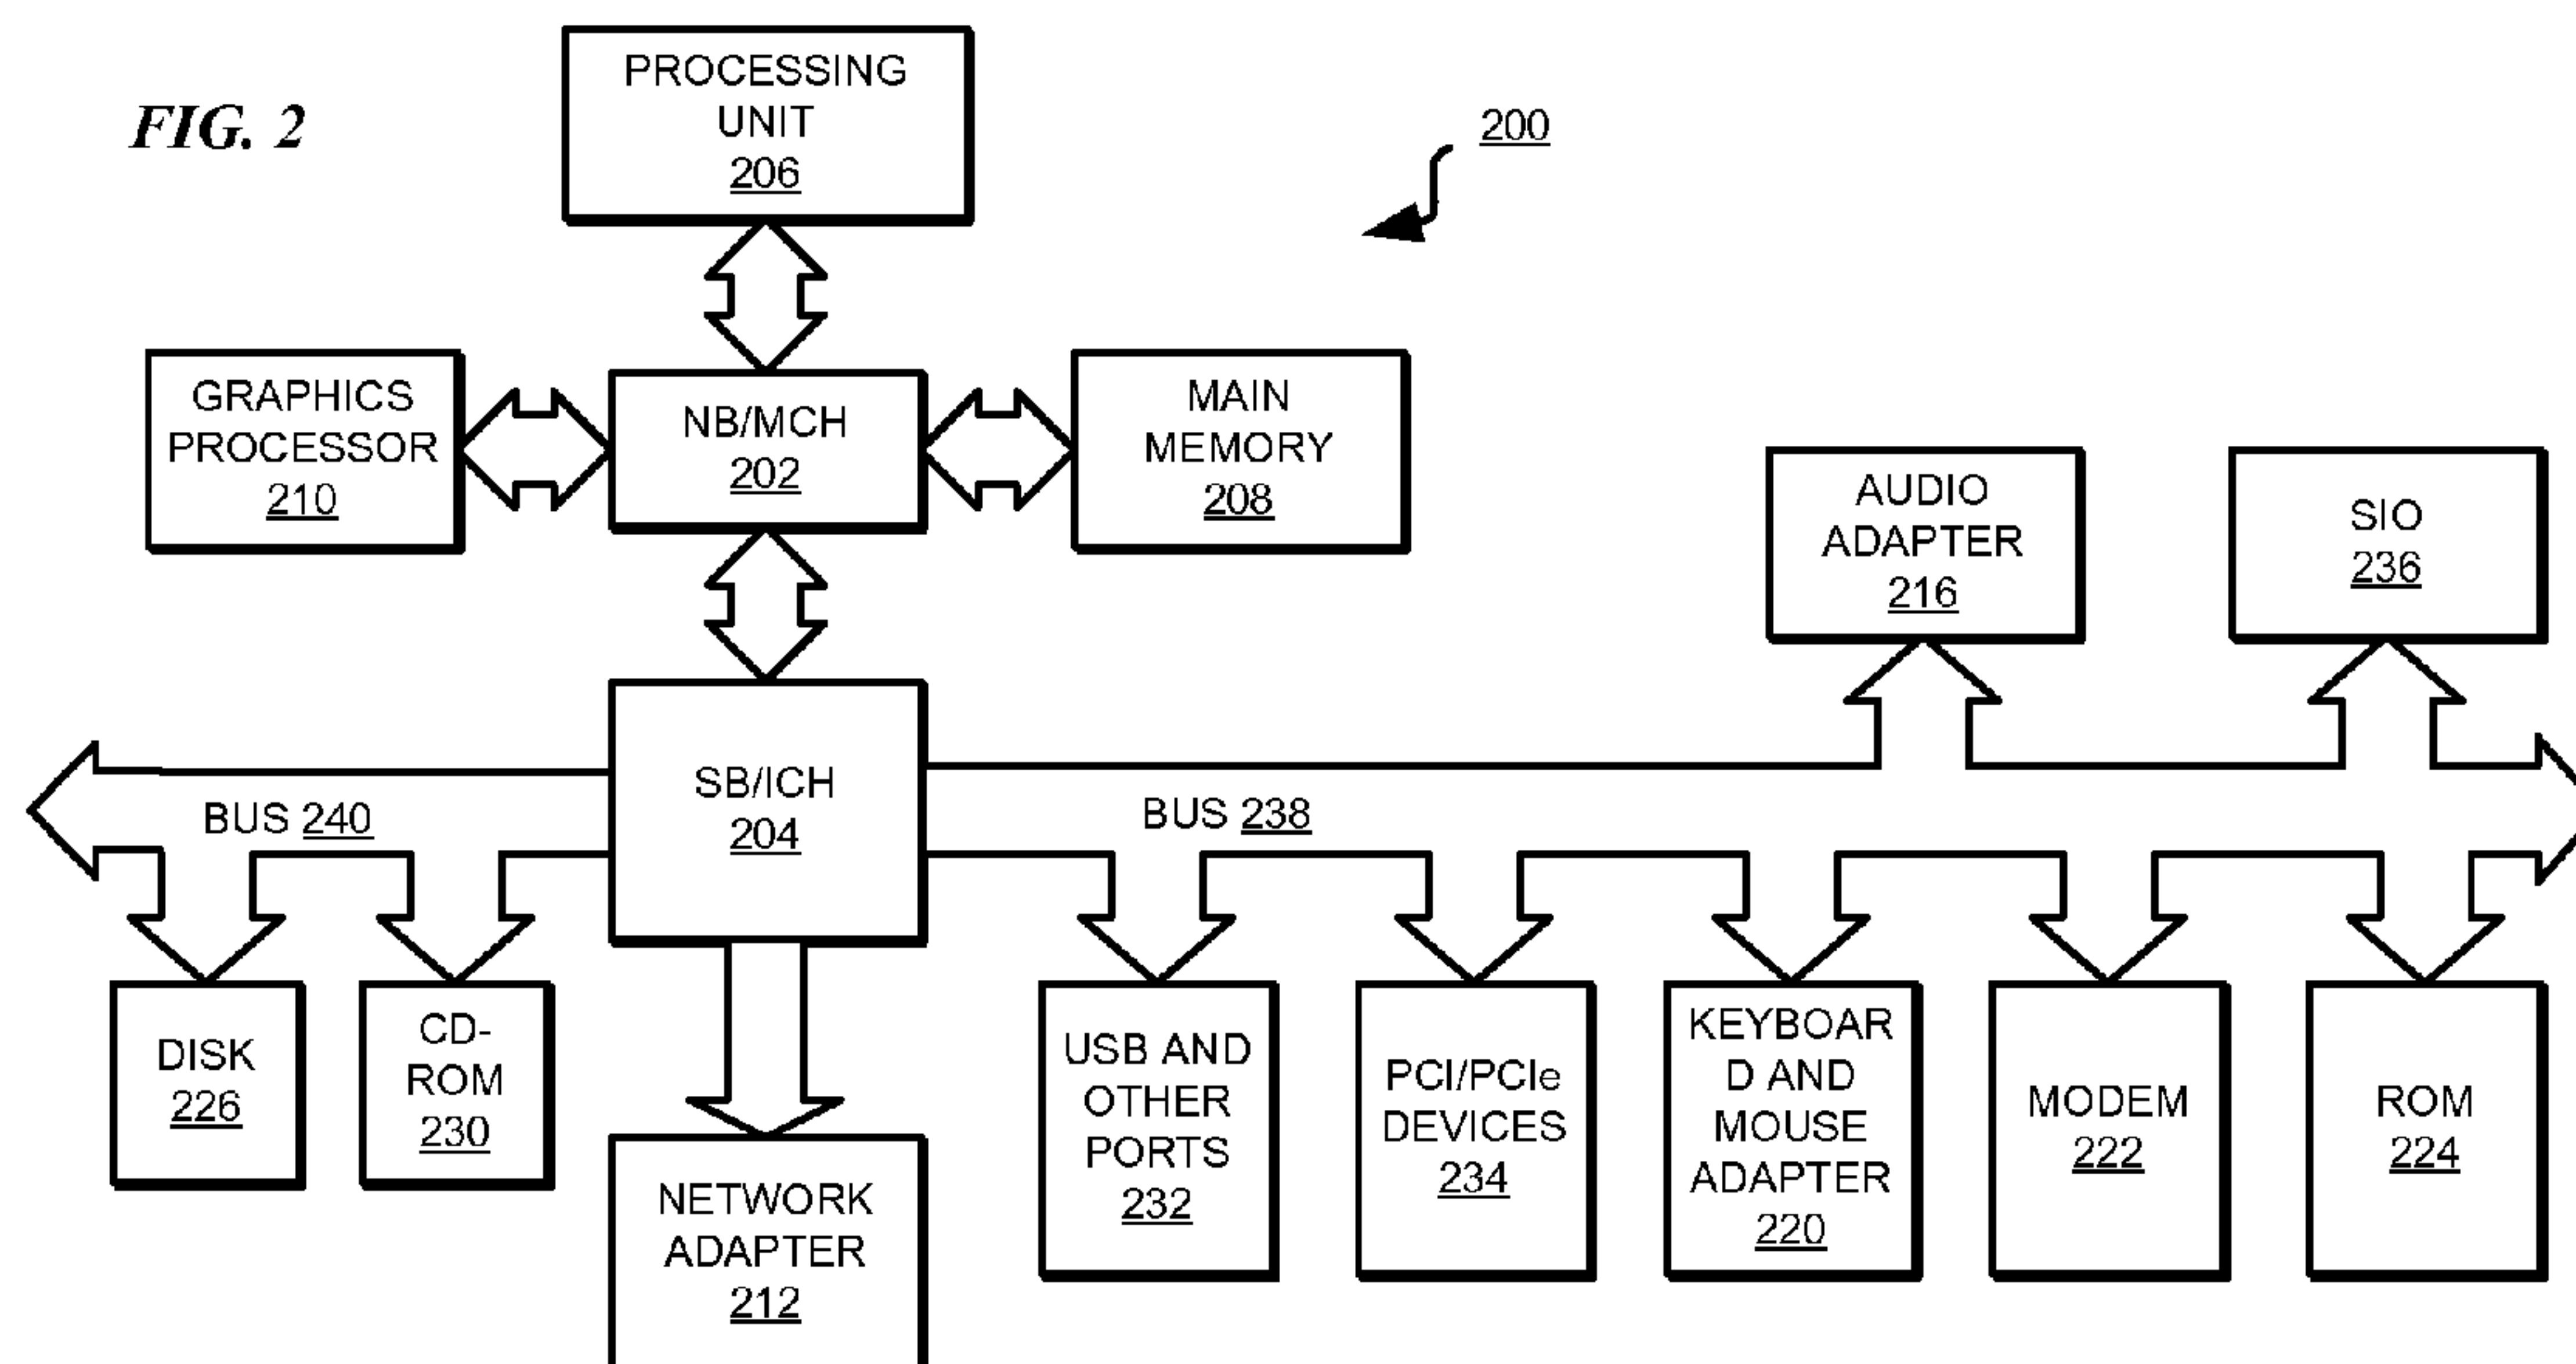 FIG. 2
PROCESSING
UNIT
206
200
GRAPHICS
PROCESSOR
210
NB/MCH
202
MAIN
MEMORY
208
AUDIO
ADAPTER
216
SIO
236
SB/ICH
204
BUS 240
BUS 238
DISK
226
CD-
ROM
230
NETWORK
ADAPTER
212
USB AND
OTHER
PORTS
232
PCI/PCIe
DEVICES
234
KEYBOAR
D AND
MOUSE
ADAPTER
220
MODEM
222
ROM
224